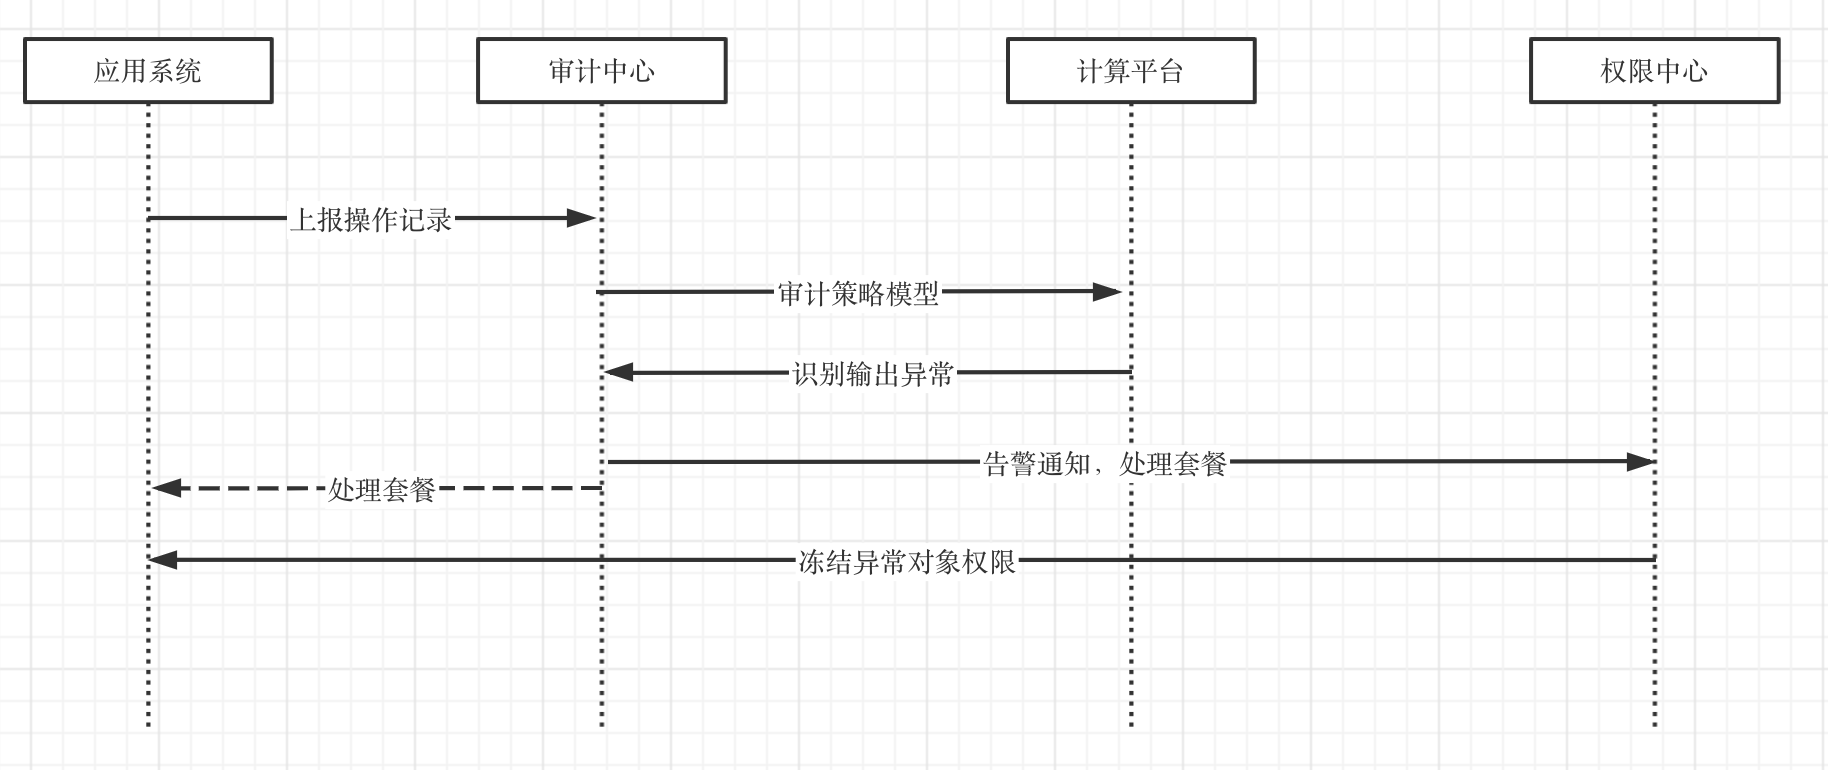 应用系统
审计中心
计算平台
权限中心
上报操作记录
审计策略模型
识别输出异常
告警通知，处理套餐
处理套餐
冻结异常对象权限